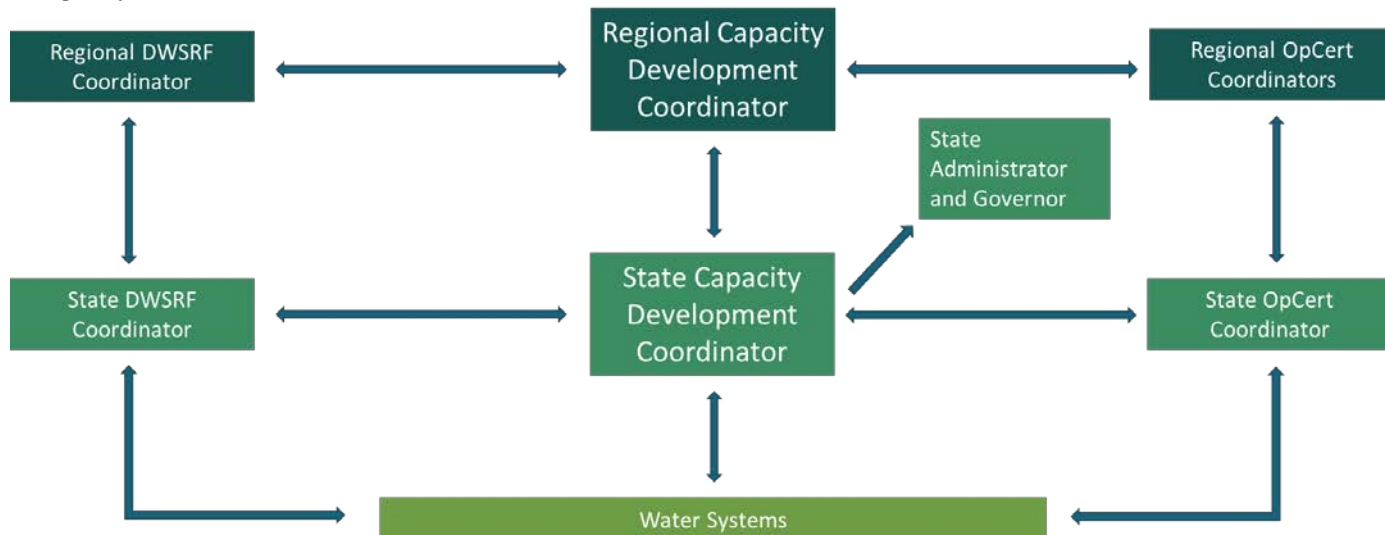 Regional DWSRF
Coordinator
Regional Capacity
Development
Coordinator
Regional OpCert
Coordinators
State
Administrator
and Governor
State DWSRF
Coordinator
State Capacity
Development
Coordinator
State OpCert
Coordinator
Water Systems